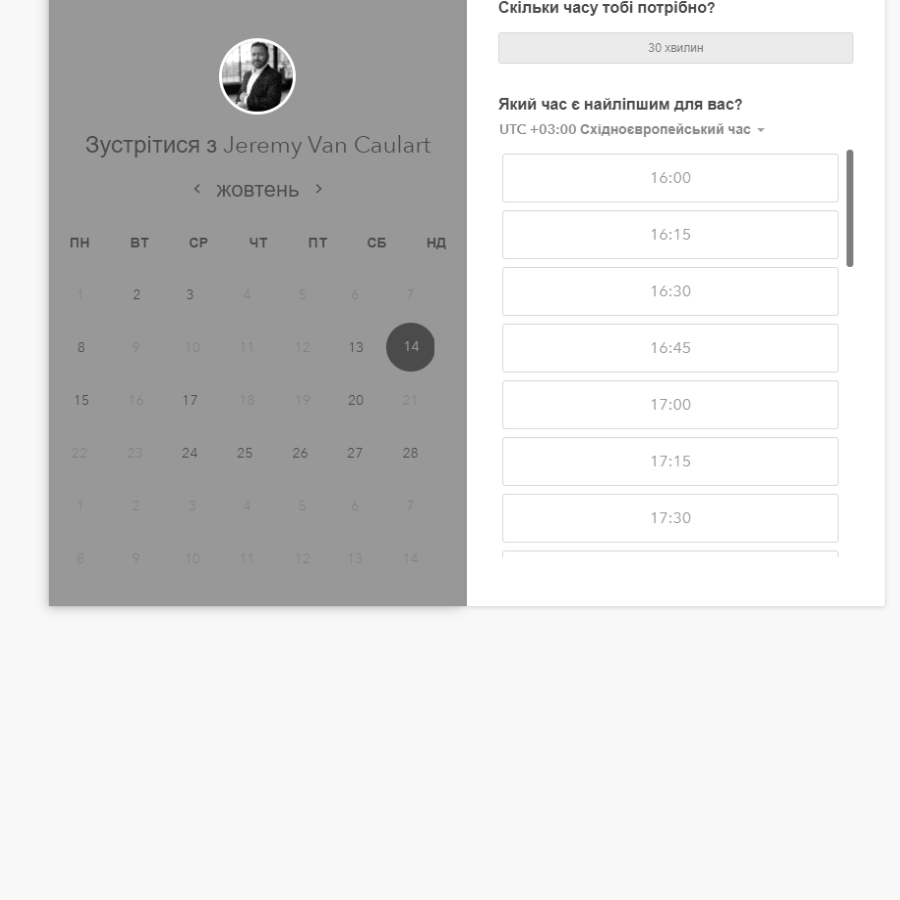 Зустрітися з Jeremy Van Caulart
жовтень
ПН ВТ СР ЧТ ПТ СБ НД
1 2 3 4 5 6 7
8 9 10 11 12 13 14
15 16 17 18 19 20 21
22 23 24 25 26 27 28
1 2 3 4 5 6 7
8 9 10 11 12 13 14
Скільки часу тобі потрібно?
30 хвилин
Який час є найліпшим для вас?
UTC +03:00 Східноєвропейський час
16:00
16:15
16:30
16:45
17:00
17:15
17:30